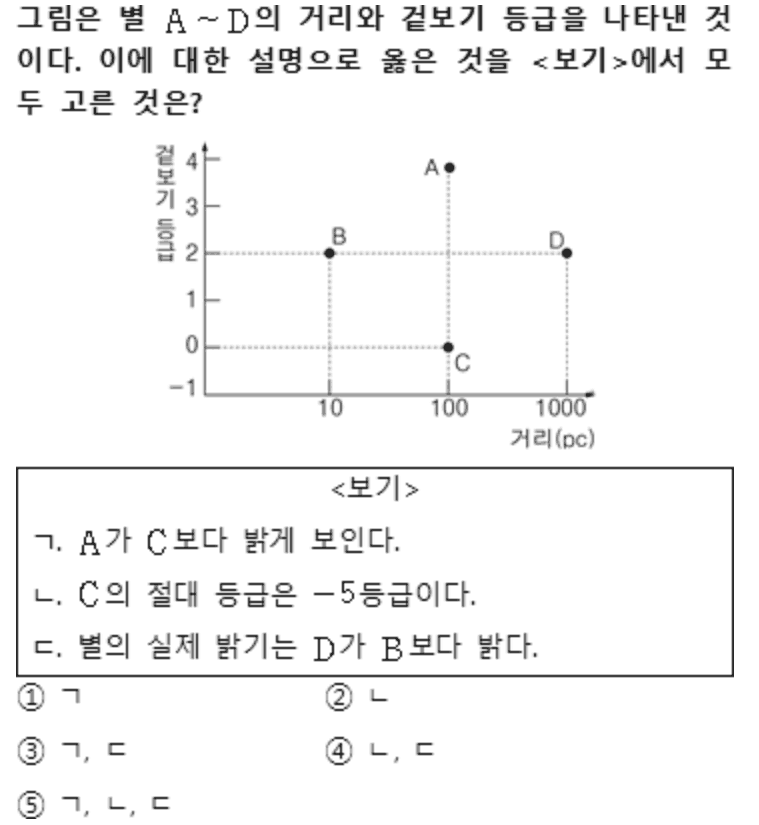 그림은 별 A ~ D의 거리와 겉보기 등급을 나타낸 것
이다. 이에 대한 설명으로 옳은 것을 <보기>에서 모
두 고른 것은?
겉보기 등급
4
3
2
1
0
-1
A
B
D
C
10 100 1000
거리(pc)
<보기>
ㄱ. A가 C보다 밝게 보인다.
ㄴ. C의 절대 등급은 -5등급이다.
ㄷ. 별의 실제 밝기는 D가 B보다 밝다.
① ㄱ ② ㄴ
③ ㄱ, ㄷ ④ ㄴ, ㄷ
⑤ ㄱ, ㄴ, ㄷ